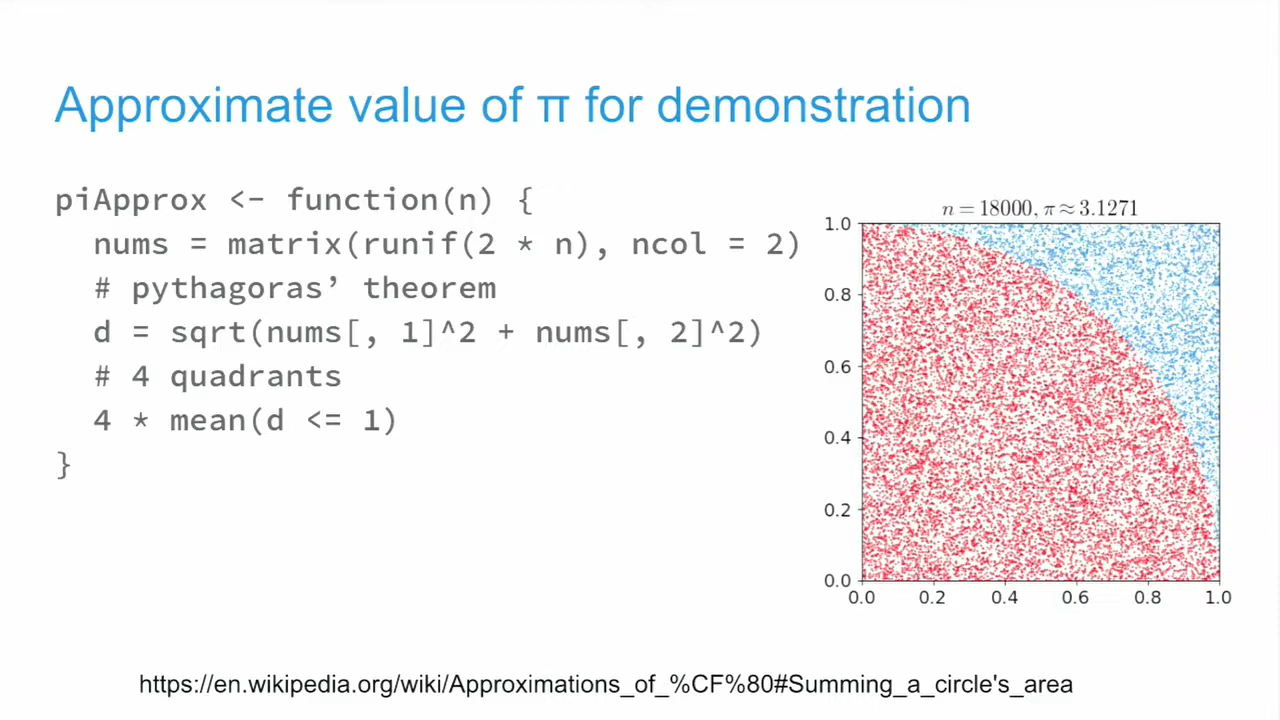 Approximate value of π for demonstration
piApprox <- function(n) {
  nums = matrix(runif(2 * n), ncol = 2)
  # pythagoras’ theorem
  d = sqrt(nums[, 1]^2 + nums[, 2]^2)
  # 4 quadrants
  4 * mean(d <= 1)
}
n = 18000, π ≈ 3.1271
1.0
0.8
0.6
0.4
0.2
0.0
0.0 0.2 0.4 0.6 0.8 1.0
https://en.wikipedia.org/wiki/Approximations_of_%CF%80#Summing_a_circle's_area